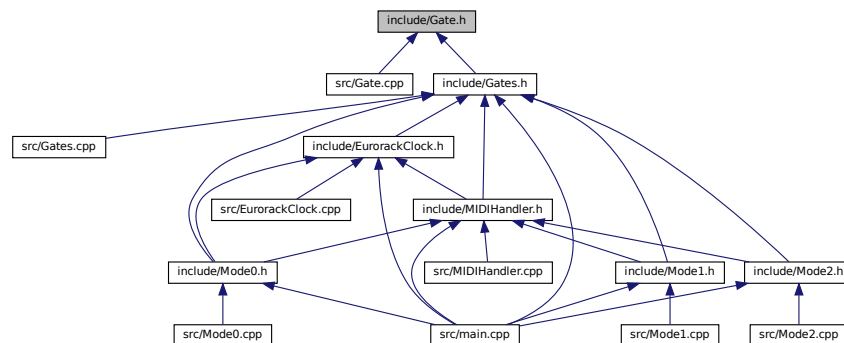 include/Gate.h
src/Gate.cpp
include/Gates.h
src/Gates.cpp
include/EurorackClock.h
src/EurorackClock.cpp
include/MIDIHandler.h
include/Mode0.h
src/MIDIHandler.cpp
include/Mode1.h
include/Mode2.h
src/Mode0.cpp
src/main.cpp
src/Mode1.cpp
src/Mode2.cpp